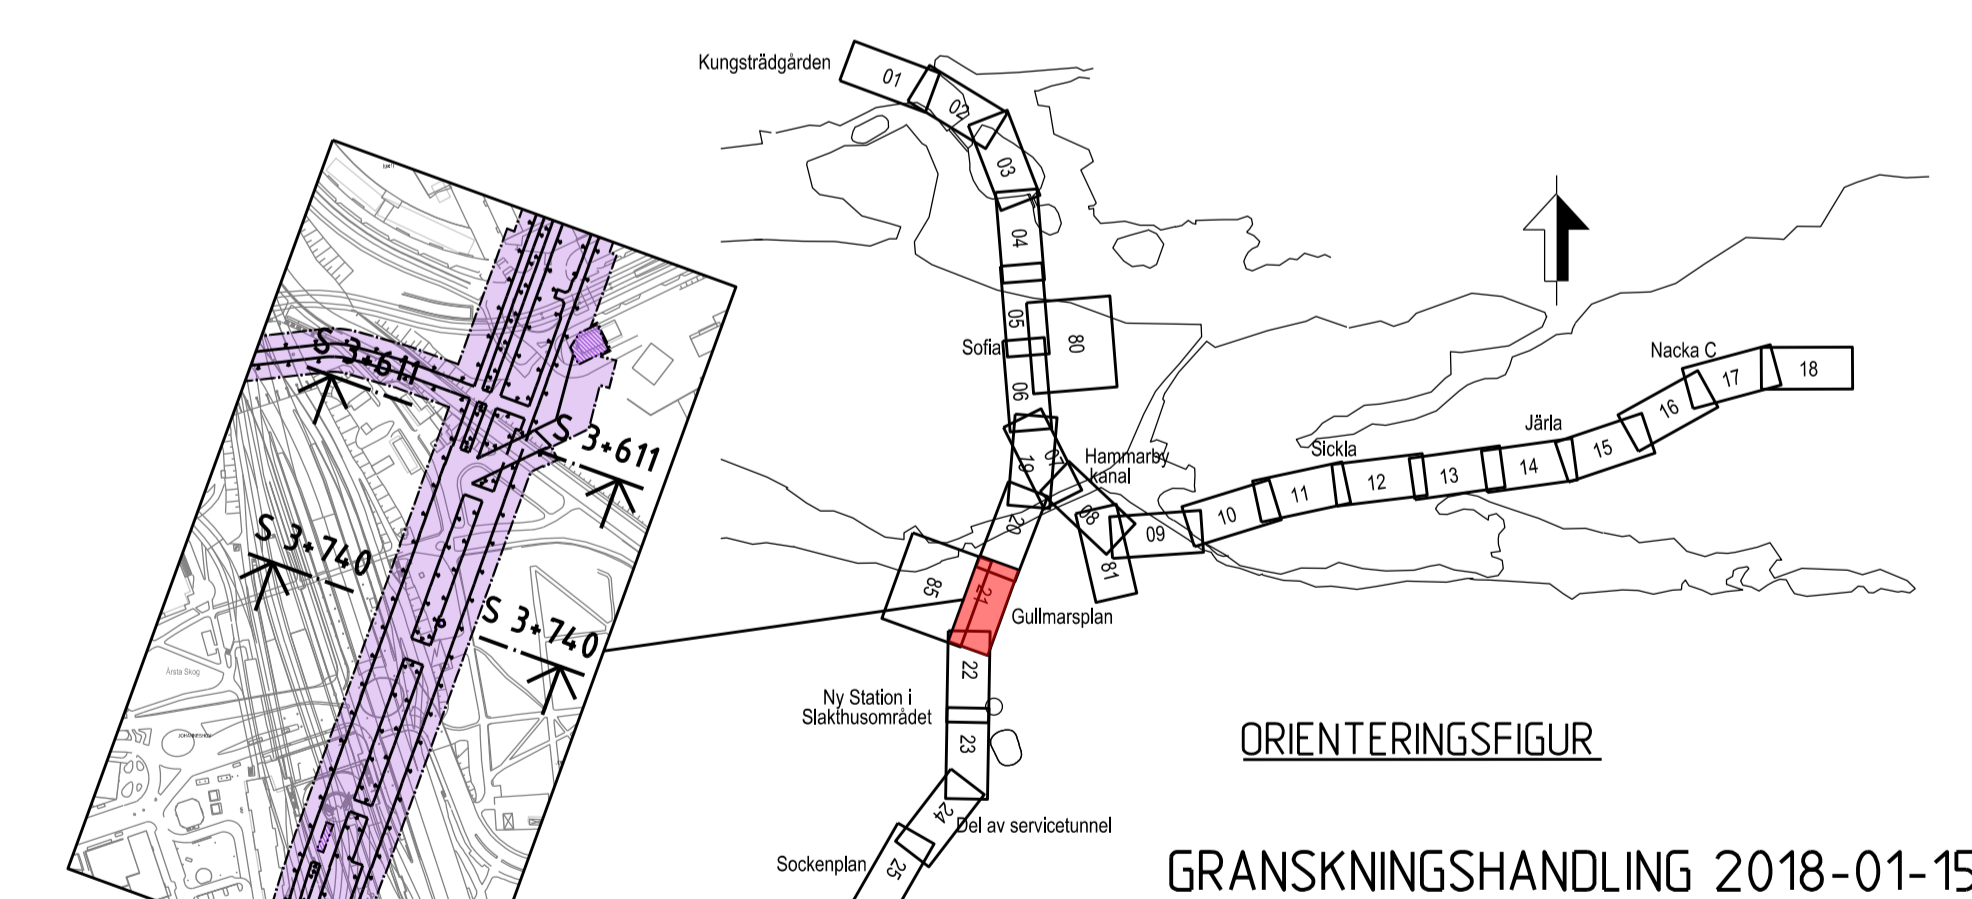 Kungsträdgården
01
02
03
04
05
80
Sofia
06
07
19
Hammarby
kanal
08
20
09
81
10
11
Sickla
12
13
14
Järla
15
16
17
Nacka C
18
85
21
Gullmarsplan
22
Ny Station i
Slakthusområdet
23
24
Del av servicetunnel
Sockenplan
25
S 3+611
S 3+611
S 3+740
S 3+740
Årsta Skog
ORIENTERINGSFIGUR
GRANSKNINGSHANDLING 2018-01-15